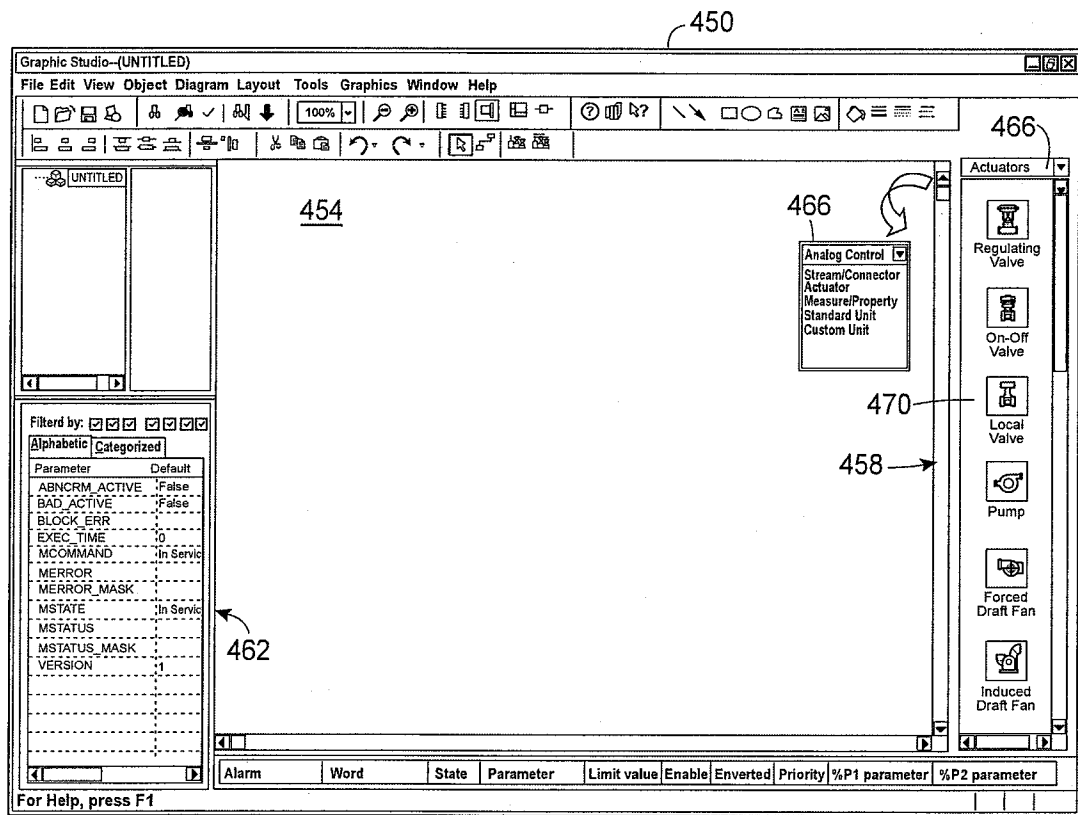 450
Graphic Studio--(UNTITLED)
File Edit View Object Diagram Layout Tools Graphics Window Help
100%
466
UNTITLED
454
466
Analog Control
Stream/Connector
Actuator
Measure/Property
Standard Unit
Custom Unit
Actuators
Regulating
Valve
On-Off
Valve
470
Local
Valve
458
Pump
Forced
Draft Fan
Induced
Draft Fan
Filterd by:
Alphabetic Categorized
Parameter Default
ABNCRM_ACTIVE False
BAD_ACTIVE False
BLOCK_ERR
EXEC_TIME 0
MCOMMAND In Servic
MERROR
MERROR_MASK
MSTATE In Servic
MSTATUS
MSTATUS_MASK
VERSION 1
462
Alarm Word State Parameter Limit value Enable Enverted Priority %P1 parameter %P2 parameter
For Help, press F1